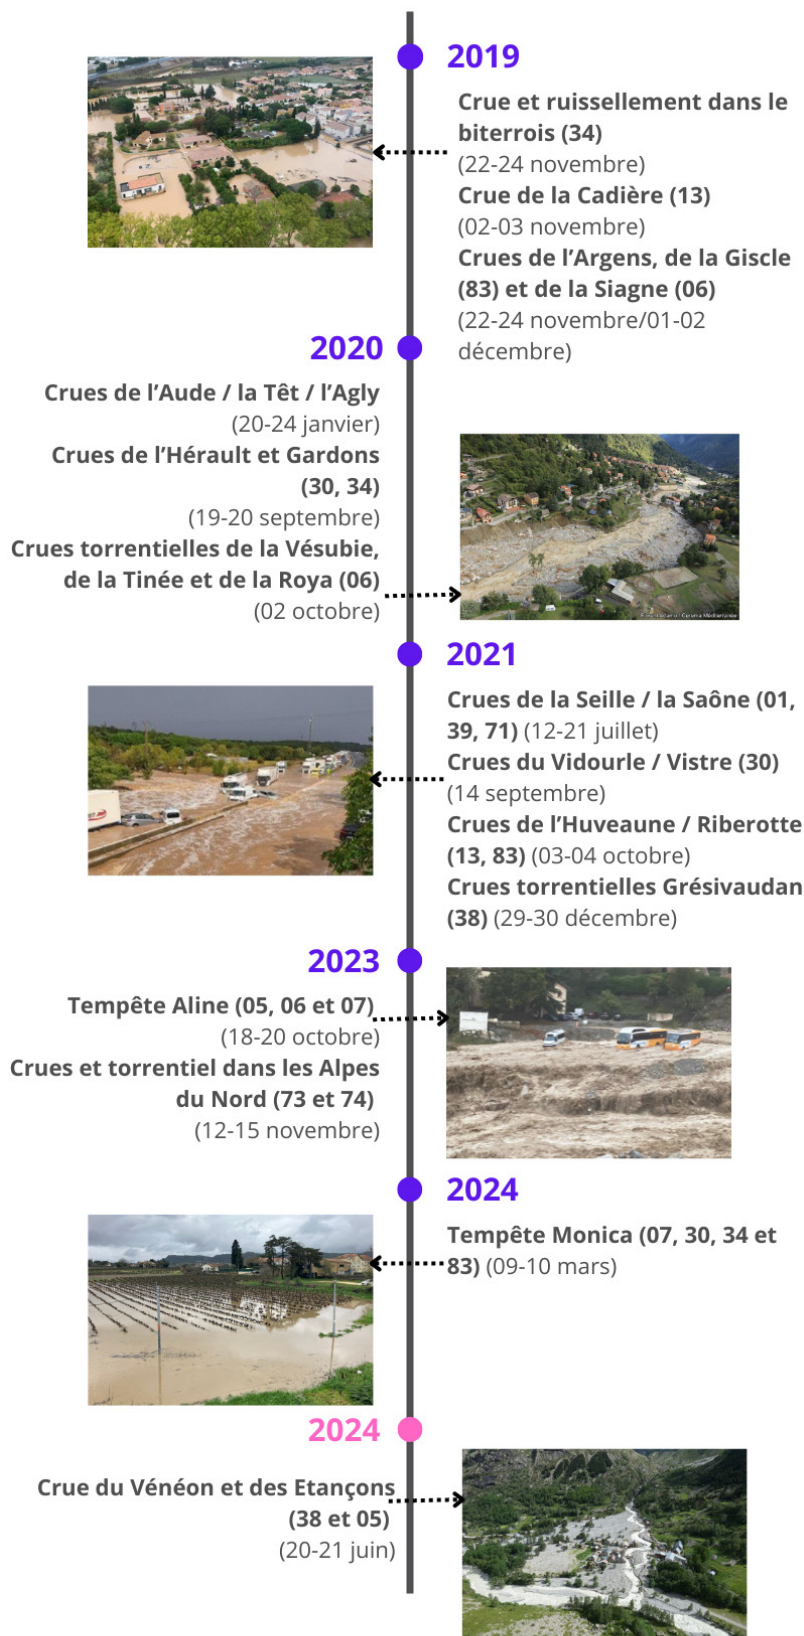 2019
Crue et ruissellement dans le
biterrois (34)
(22-24 novembre)
Crue de la Cadière (13)
(02-03 novembre)
Crues de l’Argens, de la Giscle
(83) et de la Siagne (06)
(22-24 novembre/01-02
décembre)
2020
Crues de l’Aude / la Têt / l’Agly
(20-24 janvier)
Crues de l’Hérault et Gardons
(30, 34)
(19-20 septembre)
Crues torrentielles de la Vésubie,
de la Tinée et de la Roya (06)
(02 octobre)
2021
Crues de la Seille / la Saône (01,
39, 71) (12-21 juillet)
Crues du Vidourle / Vistre (30)
(14 septembre)
Crues de l’Huveaune / Riberotte
(13, 83) (03-04 octobre)
Crues torrentielles Grésivaudan
(38) (29-30 décembre)
2023
Tempête Aline (05, 06 et 07)
(18-20 octobre)
Crues et torrentiel dans les Alpes
du Nord (73 et 74)
(12-15 novembre)
2024
Tempête Monica (07, 30, 34 et
83) (09-10 mars)
2024
Crue du Vénéon et des Etançons
(38 et 05)
(20-21 juin)